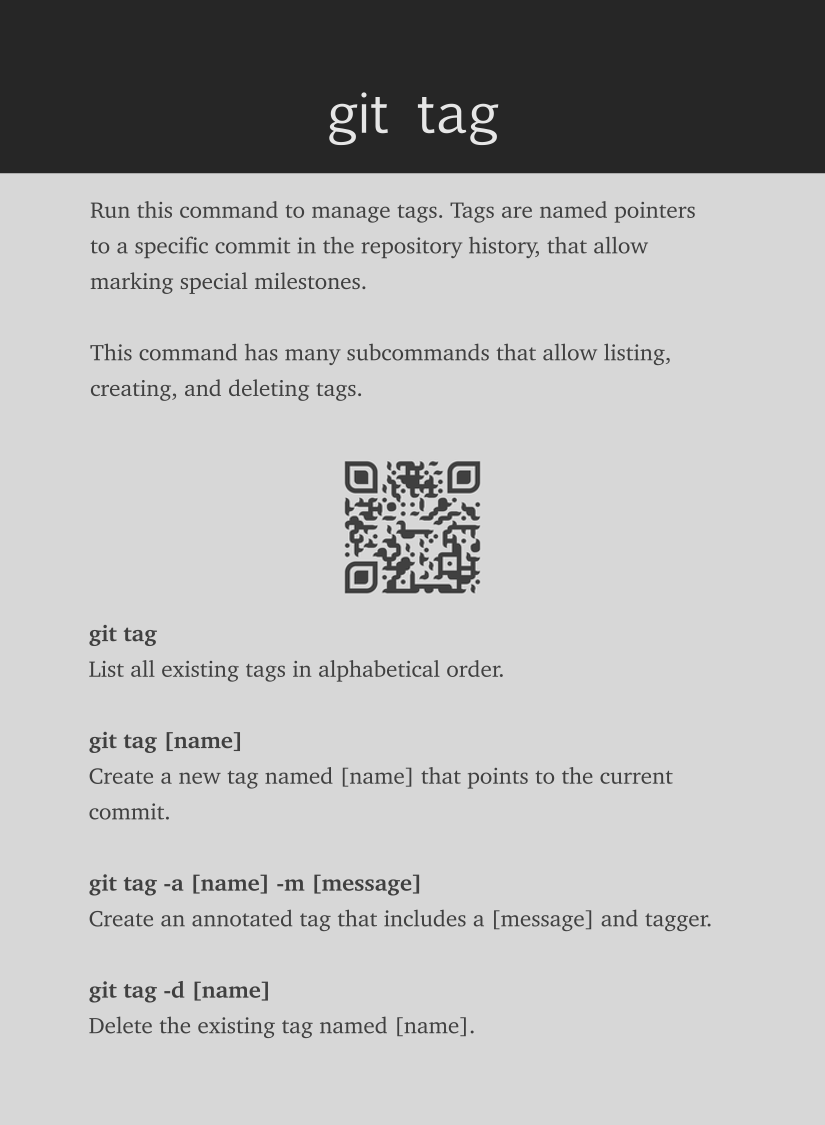 git tag
Run this command to manage tags. Tags are named pointers
to a specific commit in the repository history, that allow
marking special milestones.
This command has many subcommands that allow listing,
creating, and deleting tags.
git tag
List all existing tags in alphabetical order.
git tag [name]
Create a new tag named [name] that points to the current
commit.
git tag -a [name] -m [message]
Create an annotated tag that includes a [message] and tagger.
git tag -d [name]
Delete the existing tag named [name].